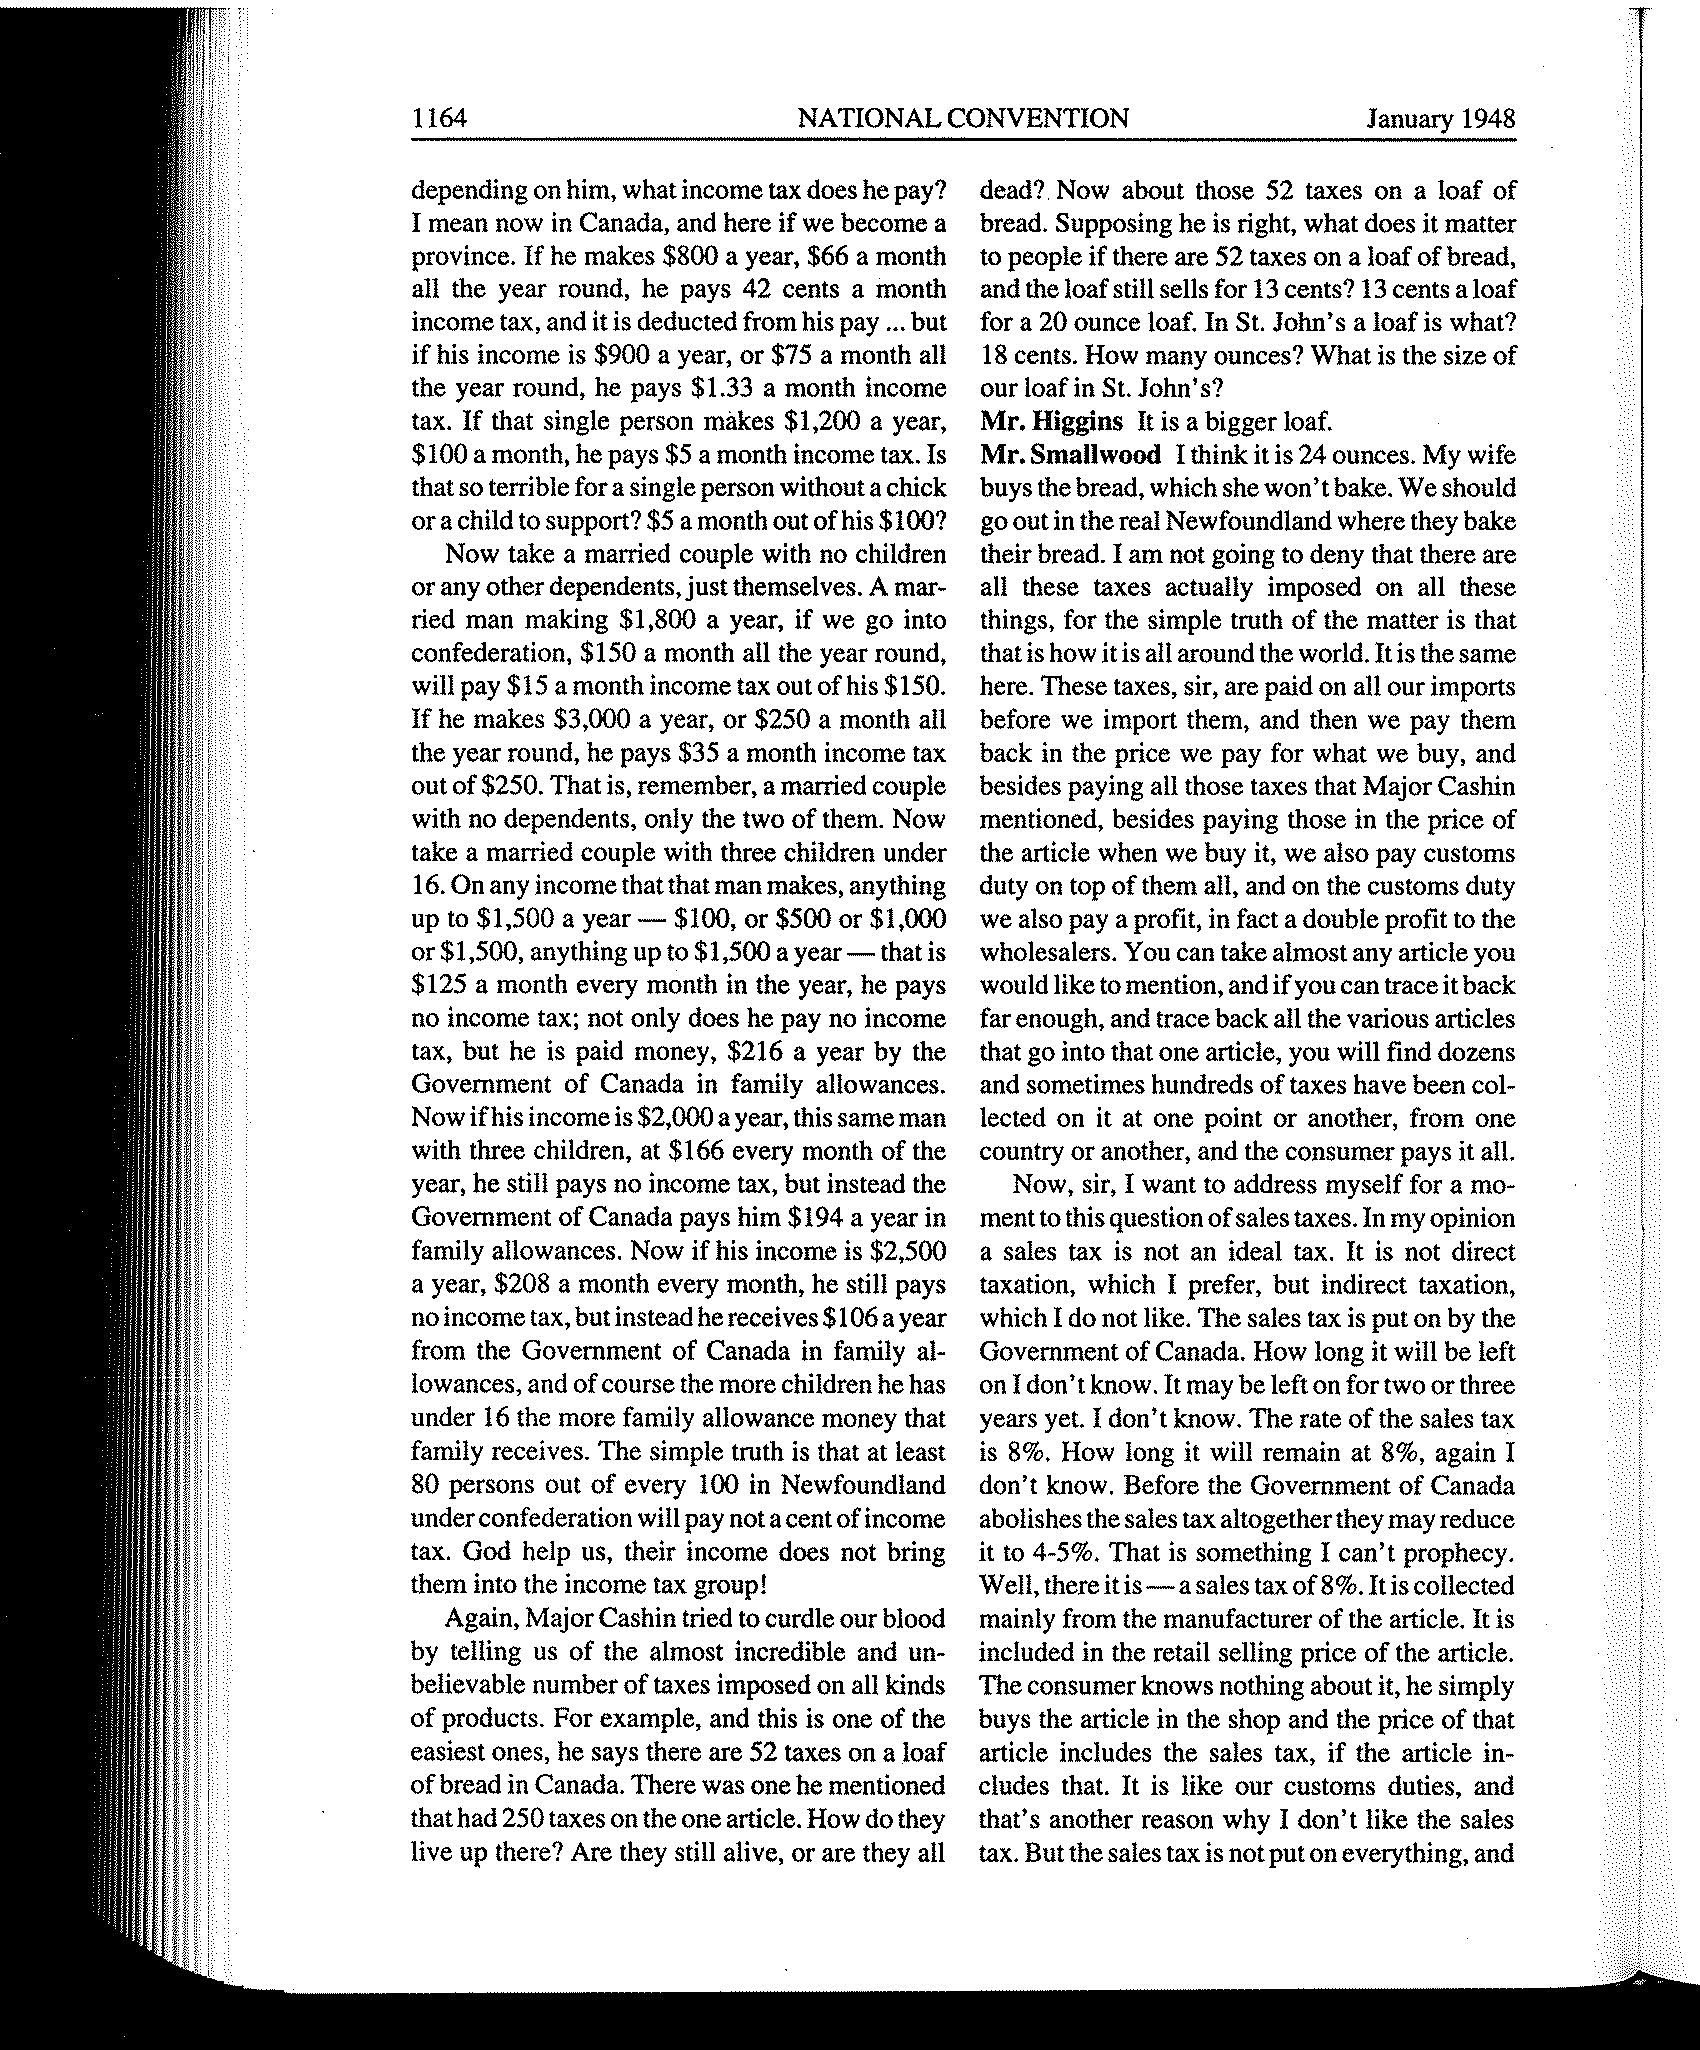 1164 NATIONAL CONVENTION January 1948
depending on him, what income tax does he pay?
I mean now in Canada, and here if we become a
province. If he makes $800 a year, $66 a month
all the year round, he pays 42 cents a month
income tax, and it is deducted from his pay ... but
if his income is $900 a year, or $75 a month all
the year round, he pays $1.33 a month income
tax. If that single person makes $1,200 a year,
$100 a month, he pays $5 a month income tax. Is
that so terrible for a single person without a chick
or a child to support? $5 a month out of his $100?
Now take a married couple with no children
or any other dependents, just themselves. A mar-
ried man making $1,800 a year, if we go into
confederation, $150 a month all the year round,
will pay $15 a month income tax out of his $150.
If he makes $3,000 a year, or $250 a month all
the year round, he pays $35 a month income tax
out of $250. That is, remember, a married couple
with no dependents, only the two of them. Now
take a married couple with three children under
16. On any income that that man makes, anything
up to $1,500 a year — $100, or $500 or $1,000
or $1,500, anything up to $1,500 a year — that is
$125 a month every month in the year, he pays
no income tax; not only does he pay no income
tax, but he is paid money, $216 a year by the
Government of Canada in family allowances.
Now if his income is $2,000 a year, this same man
with three children, at $166 every month of the
year, he still pays no income tax, but instead the
Government of Canada pays him $194 a year in
family allowances. Now if his income is $2,500
a year, $208 a month every month, he still pays
no income tax, but instead he receives $106 a year
from the Government of Canada in family al-
lowances, and of course the more children he has
under 16 the more family allowance money that
family receives. The simple truth is that at least
80 persons out of every 100 in Newfoundland
under confederation will pay not a cent of income
tax. God help us, their income does not bring
them into the income tax group!
Again, Major Cashin tried to curdle our blood
by telling us of the almost incredible and un-
believable number of taxes imposed on all kinds
of products. For example, and this is one of the
easiest ones, he says there are 52 taxes on a loaf
of bread in Canada. There was one he mentioned
that had 250 taxes on the one article. How do they
live up there? Are they still alive, or are they all
dead? Now about those 52 taxes on a loaf of
bread. Supposing he is right, what does it matter
to people if there are 52 taxes on a loaf of bread,
and the loaf still sells for 13 cents? 13 cents a loaf
for a 20 ounce loaf. In St. John's a loaf is what?
18 cents. How many ounces? What is the size of
our loaf in St. John's?
Mr. Higgins It is a bigger loaf.
Mr. Smallwood I think it is 24 ounces. My wife
buys the bread, which she won't bake. We should
go out in the real Newfoundland where they bake
their bread. I am not going to deny that there are
all these taxes actually imposed on all these
things, for the simple truth of the matter is that
that is how it is all around the world. It is the same
here. These taxes, sir, are paid on all our imports
before we import them, and then we pay them
back in the price we pay for what we buy, and
besides paying all those taxes that Major Cashin
mentioned, besides paying those in the price of
the article when we buy it, we also pay customs
duty on top of them all, and on the customs duty
we also pay a profit, in fact a double profit to the
wholesalers. You can take almost any article you
would like to mention, and if you can trace it back
far enough, and trace back all the various articles
that go into that one article, you will find dozens
and sometimes hundreds of taxes have been col-
lected on it at one point or another, from one
country or another, and the consumer pays it all.
Now, sir, I want to address myself for a mo-
ment to this question of sales taxes. In my opinion
a sales tax is not an ideal tax. It is not direct
taxation, which I prefer, but indirect taxation,
which I do not like. The sales tax is put on by the
Government of Canada. How long it will be left
on I don't know. It may be left on for two or three
years yet. I don't know. The rate of the sales tax
is 8%. How long it will remain at 8%, again I
don't know. Before the Government of Canada
abolishes the sales tax altogether they may reduce
it to 4-5%. That is something I can't prophecy.
Well, there it is — a sales tax of 8%. It is collected
mainly from the manufacturer of the article. It is
included in the retail selling price of the article.
The consumer knows nothing about it, he simply
buys the article in the shop and the price of that
article includes the sales tax, if the article in-
cludes that. It is like our customs duties, and
that's another reason why I don't like the sales
tax. But the sales tax is not put on everything, and